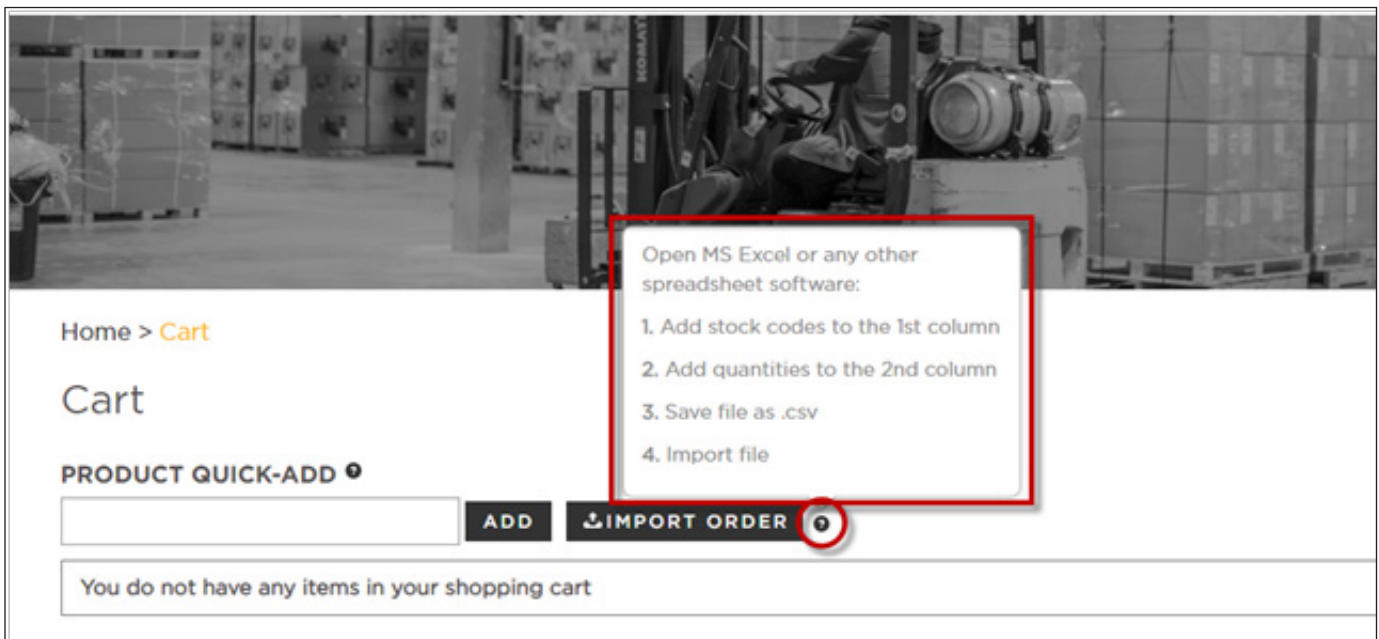 KOMAT
Open MS Excel or any other
spreadsheet software:
1. Add stock codes to the 1st column
2. Add quantities to the 2nd column
3. Save file as .csv
4. Import file
Home > Cart
Cart
PRODUCT QUICK-ADD ?
ADD
IMPORT ORDER ?
You do not have any items in your shopping cart